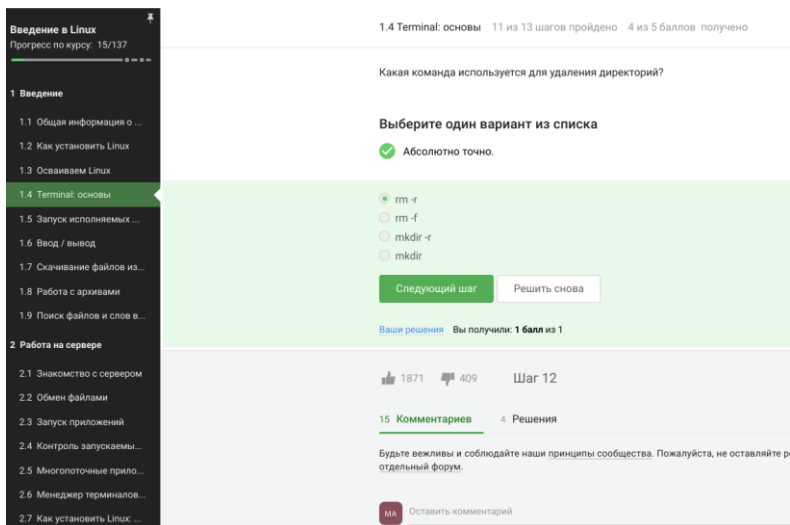 Введение в Linux
Прогресс по курсу: 15/137
1 Введение
1.1 Общая информация о ...
1.2 Как установить Linux
1.3 Осваиваем Linux
1.4 Terminal: основы
1.5 Запуск исполняемых ...
1.6 Ввод / вывод
1.7 Скачивание файлов из...
1.8 Работа с архивами
1.9 Поиск файлов и слов в...
2 Работа на сервере
2.1 Знакомство с сервером
2.2 Обмен файлами
2.3 Запуск приложений
2.4 Контроль запускаемы...
2.5 Многопоточные прило...
2.6 Менеджер терминалов...
2.7 Как установить Linux: ...
1.4 Terminal: основы 11 из 13 шагов пройдено 4 из 5 баллов получено
Какая команда используется для удаления директорий?
Выберите один вариант из списка
Абсолютно точно.
rm -r
rm -f
mkdir -r
mkdir
Следующий шаг Решить снова
Ваши решения Вы получили: 1 балл из 1
1871 409 Шаг 12
15 Комментариев 4 Решения
Будьте вежливы и соблюдайте наши принципы сообщества. Пожалуйста, не оставляйте
отдельный форум.
MA Оставить комментарий